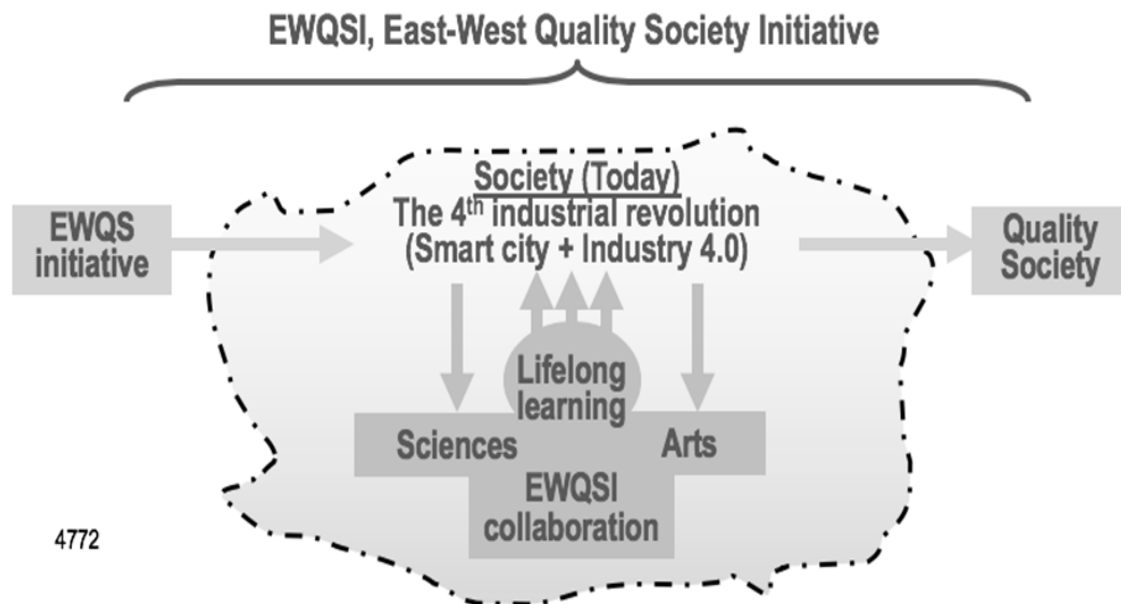 EWQSI, East-West Quality Society Initiative
Society (Today)
The 4th industrial revolution
(Smart city + Industry 4.0)
EWQS
initiative
Quality
Society
Lifelong
learning
Sciences
Arts
EWQSI
collaboration
4772